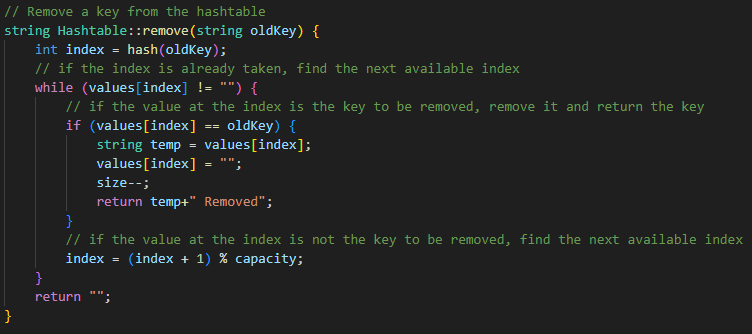 // Remove a key from the hashtable
string Hashtable::remove(string oldKey) {
    int index = hash(oldKey);
    // if the index is already taken, find the next available index
    while (values[index] != "") {
        // if the value at the index is the key to be removed, remove it and return the key
        if (values[index] == oldKey) {
            string temp = values[index];
            values[index] = "";
            size--;
            return temp+" Removed";
        }
        // if the value at the index is not the key to be removed, find the next available index
        index = (index + 1) % capacity;
    }
    return "";
}